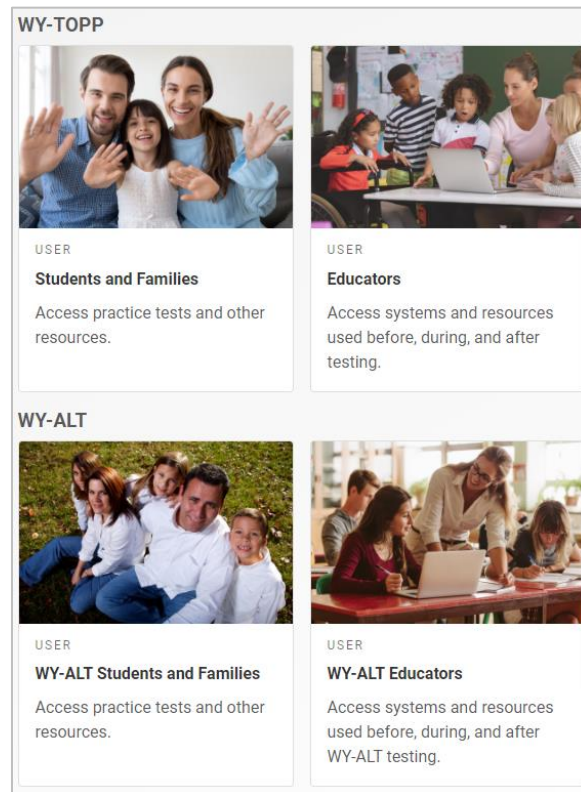 WY-TOPP
USER
Students and Families
Access practice tests and other
resources.
USER
Educators
Access systems and resources
used before, during, and after
testing.
WY-ALT
USER
WY-ALT Students and Families
Access practice tests and other
resources.
USER
WY-ALT Educators
Access systems and resources
used before, during, and after
WY-ALT testing.